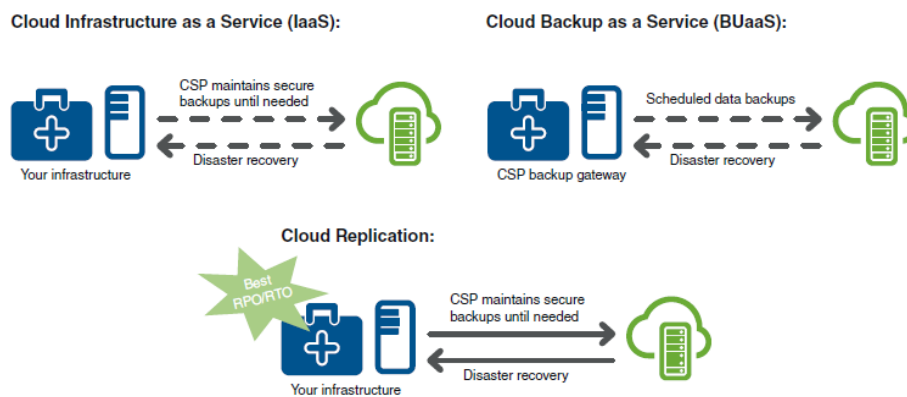 Cloud Infrastructure as a Service (IaaS):
Cloud Backup as a Service (BUaaS):
CSP maintains secure
backups until needed
Disaster recovery
Your infrastructure
Scheduled data backups
Disaster recovery
CSP backup gateway
Cloud Replication:
Best
RPO/RTO
CSP maintains secure
backups until needed
Disaster recovery
Your infrastructure